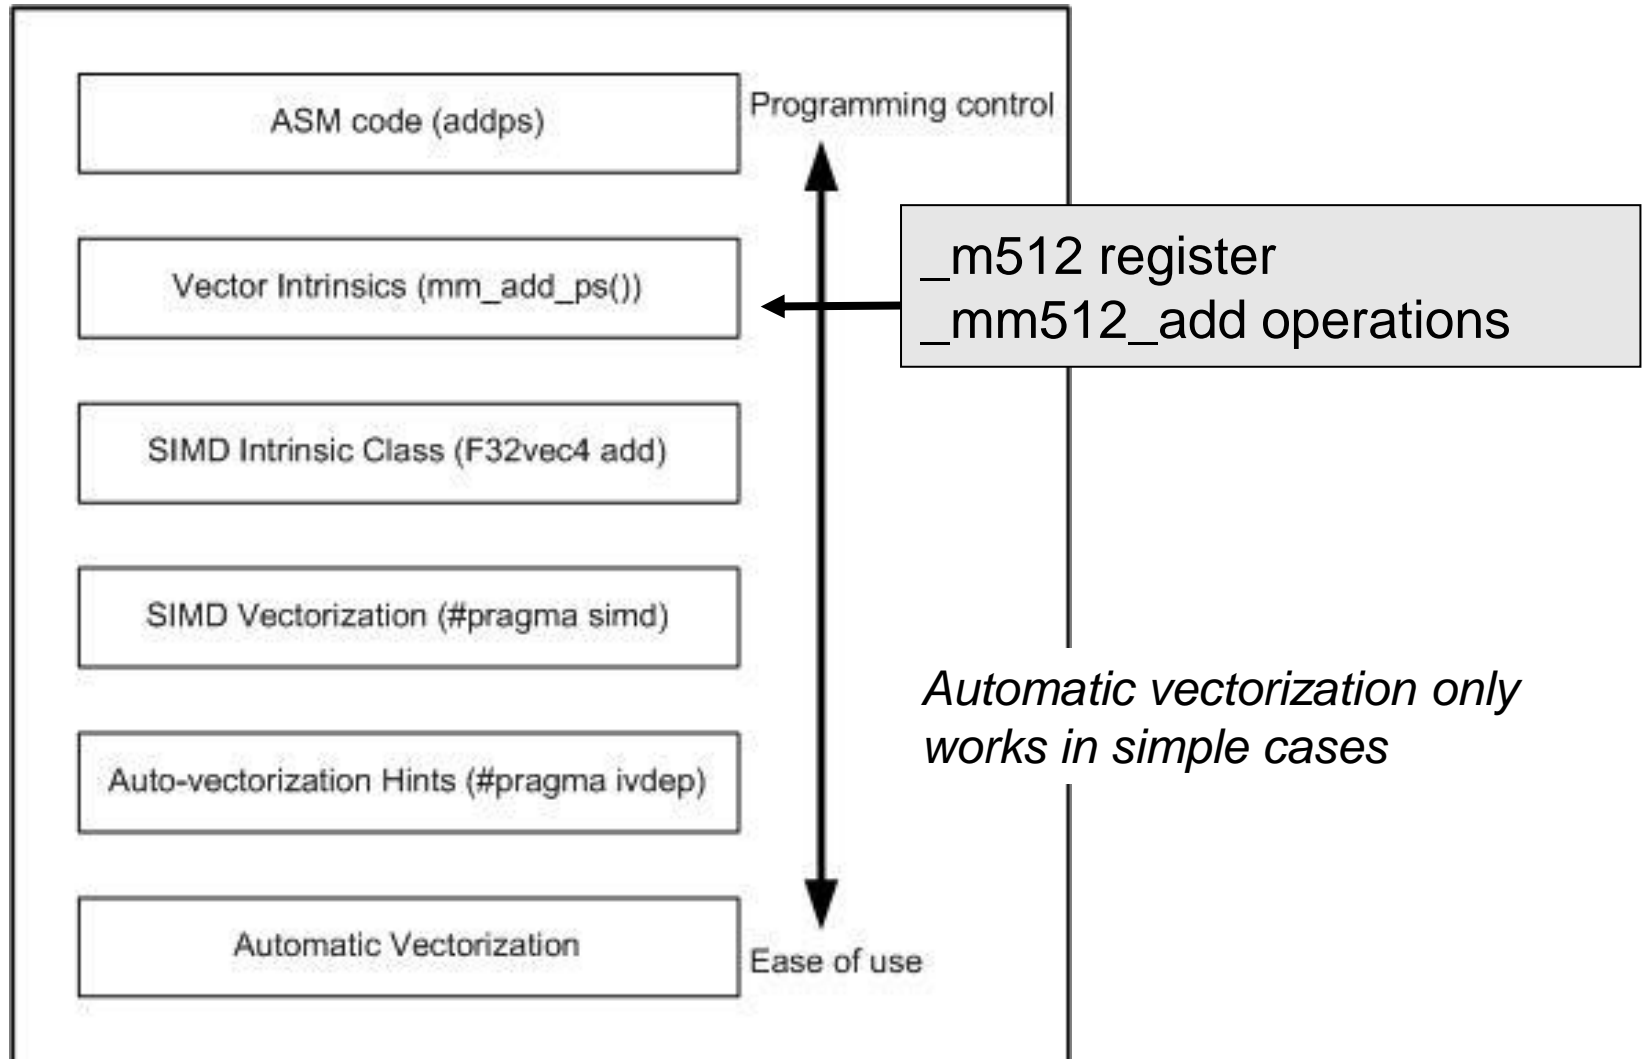 ASM code (addps)
Programming control
Vector Intrinsics (mm_add_ps())
_m512 register
_mm512_add operations
SIMD Intrinsic Class (F32vec4 add)
SIMD Vectorization (#pragma simd)
Automatic vectorization only
works in simple cases
Auto-vectorization Hints (#pragma ivdep)
Automatic Vectorization
Ease of use